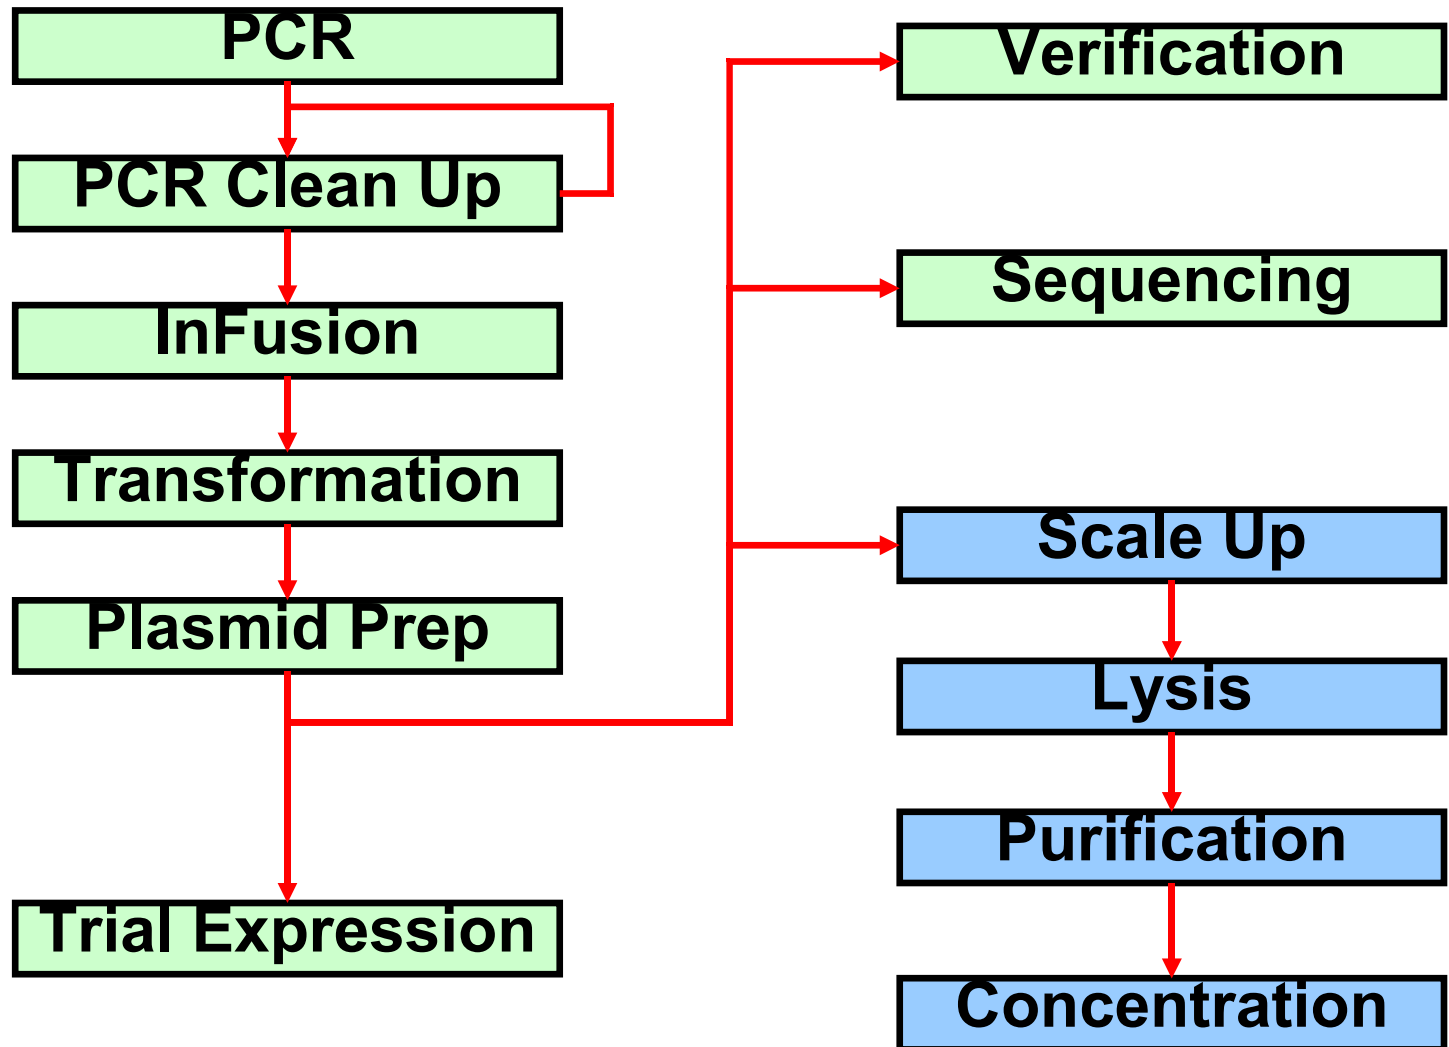 PCR
PCR Clean Up
InFusion
Transformation
Plasmid Prep
Trial Expression
Verification
Sequencing
Scale Up
Lysis
Purification
Concentration